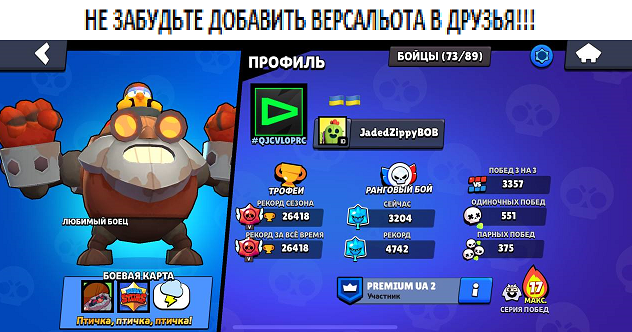 НЕ ЗАБУДЬТЕ ДОБАВИТЬ ВЕРСАЛЬОТА В ДРУЗЬЯ!!!
ПРОФИЛЬ
БОЙЦЫ (73/89)
#QJCVLOPRC
JadedZippyBOB
ТРОФЕИ
РЕКОРД СЕЗОНА
26418
РЕКОРД ЗА ВСЁ ВРЕМЯ
26418
РАНГОВЫЙ БОЙ
СЕЙЧАС
3204
РЕКОРД
4742
ПОБЕД 3 НА 3
3357
ОДИНОЧНЫХ ПОБЕД
551
ПАРНЫХ ПОБЕД
375
ЛЮБИМЫЙ БОЕЦ
БОЕВАЯ КАРТА
Птичка, птичка, птичка!
PREMIUM UA 2
Участник
i
17
МАКС.
СЕРИЯ ПОБЕД